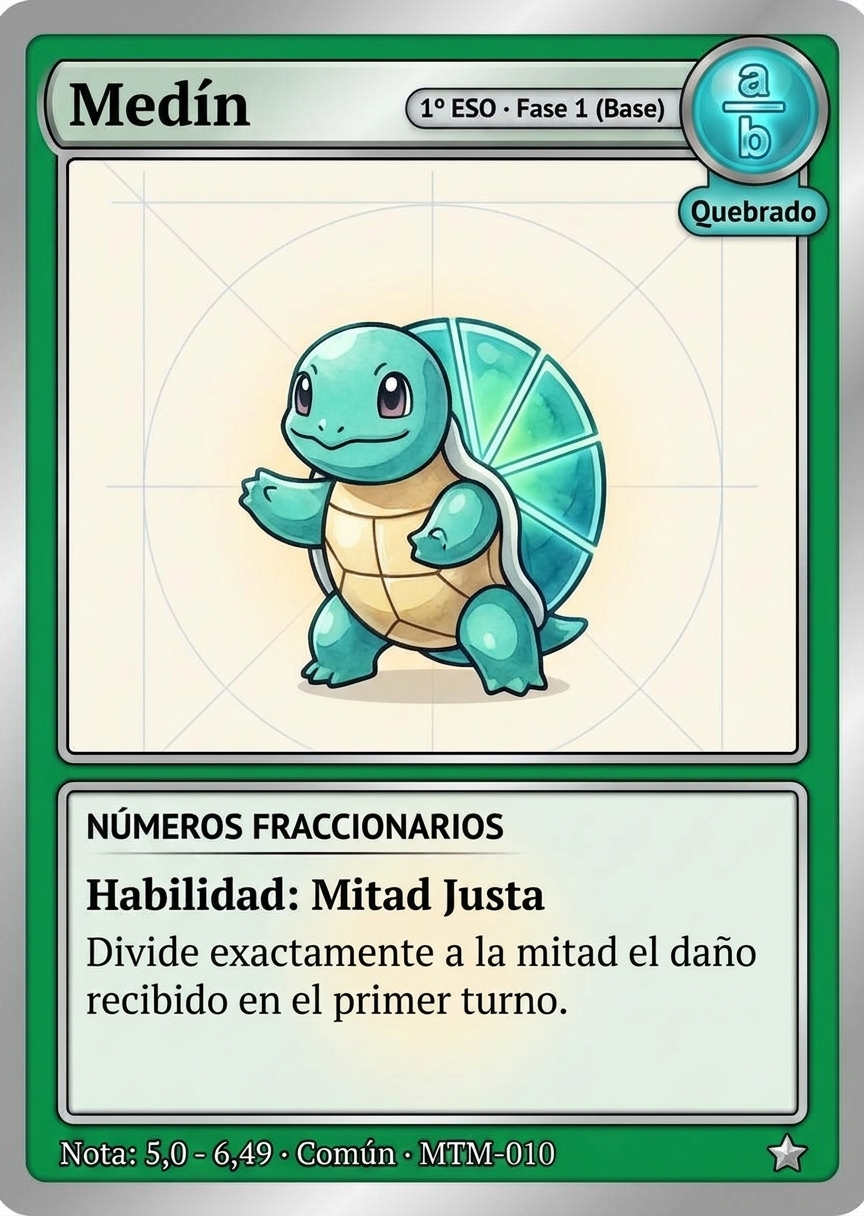 Medín
1º ESO · Fase 1 (Base)
a
b
Quebrado
NÚMEROS FRACCIONARIOS
Habilidad: Mitad Justa
Divide exactamente a la mitad el daño
recibido en el primer turno.
Nota: 5,0 - 6,49 · Común · MTM-010